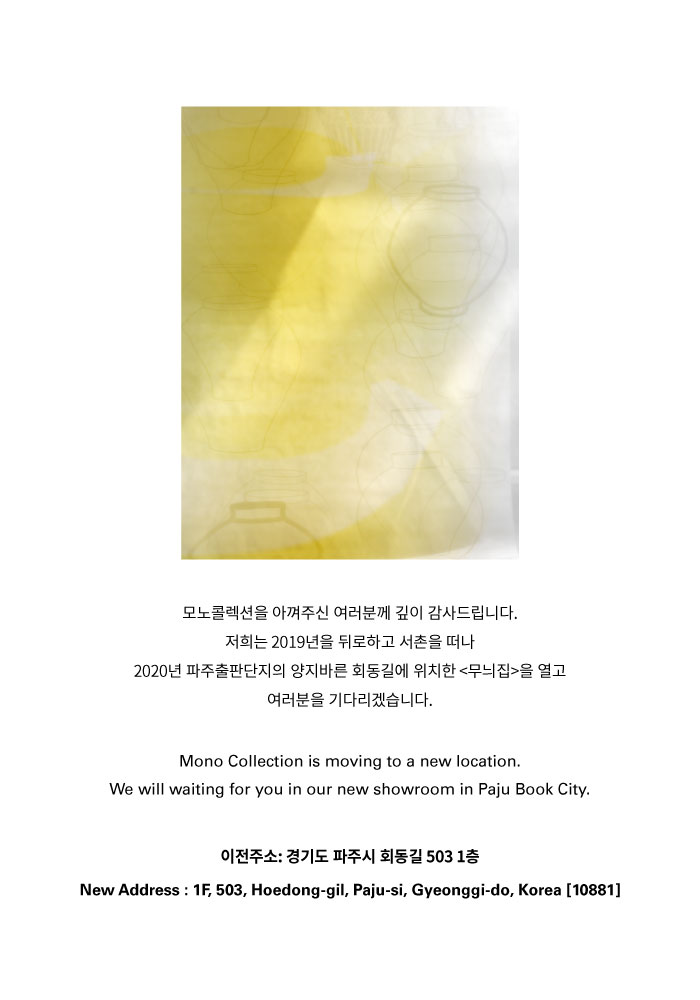 모노콜렉션을 아껴주신 여러분께 깊이 감사드립니다.
저희는 2019년을 뒤로하고 서촌을 떠나
2020년 파주출판단지의 양지바른 회동길에 위치한 <무늬집>을 열고
여러분을 기다리겠습니다.
Mono Collection is moving to a new location.
We will waiting for you in our new showroom in Paju Book City.
이전주소: 경기도 파주시 회동길 503 1층
New Address : 1F, 503, Hoedong-gil, Paju-si, Gyeonggi-do, Korea [10881]